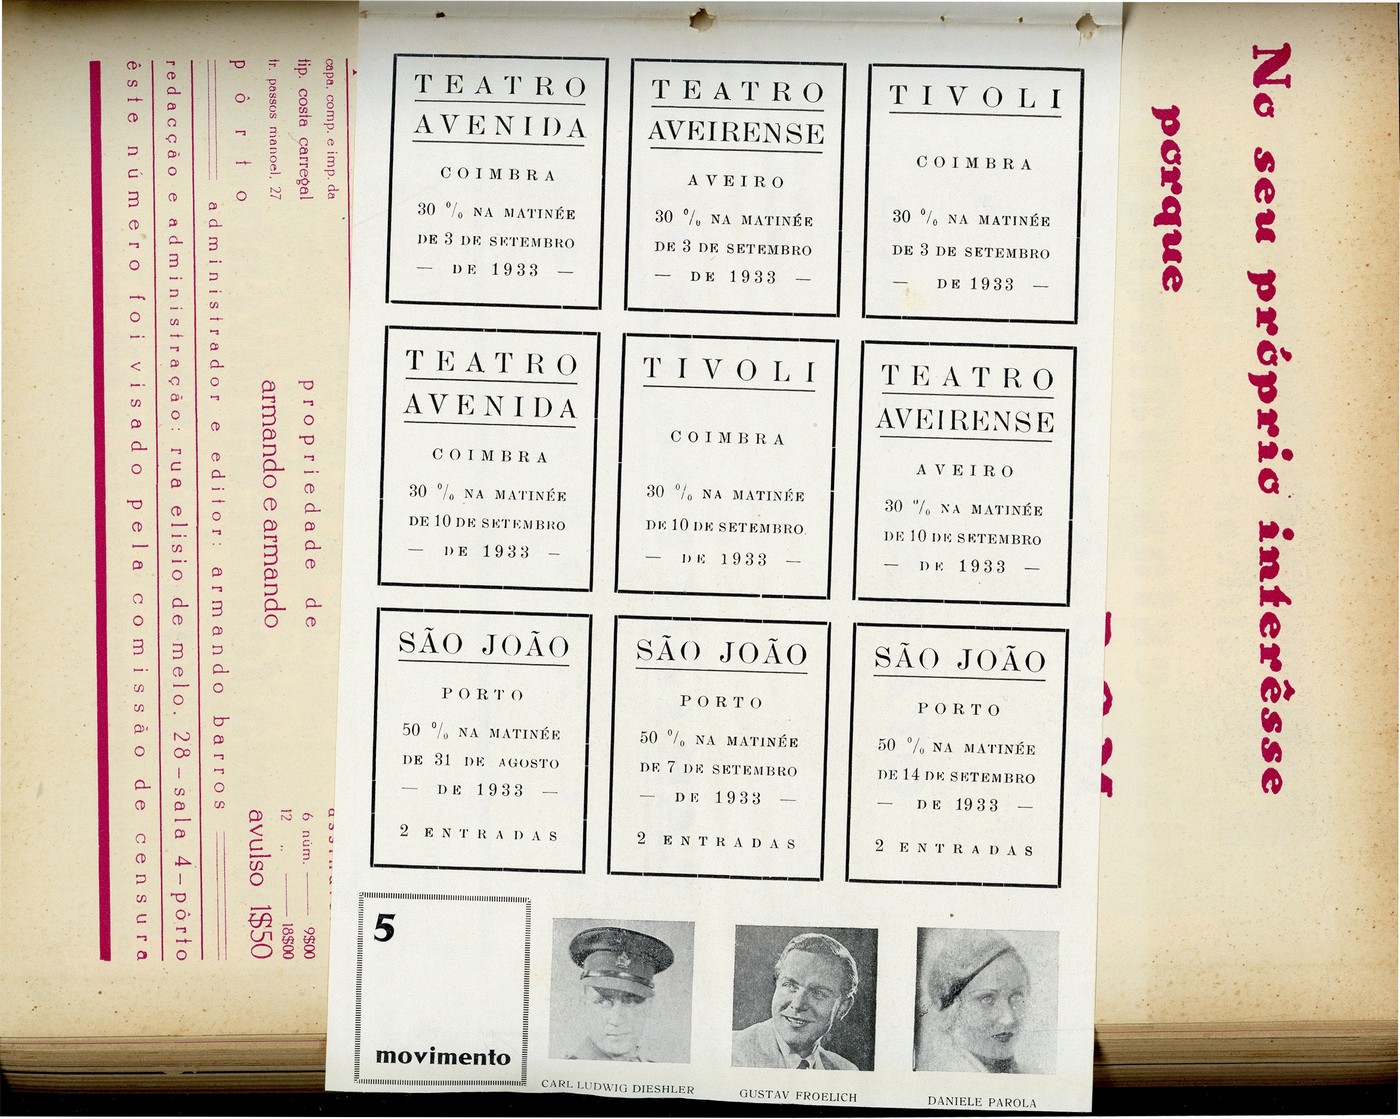 TEATRO
AVENIDA
COIMBRA
30 % NA MATINÉE
DE 3 DE SETEMBRO
— DE 1933 —
TEATRO
AVEIRENSE
AVEIRO
30 % NA MATINÉE
DE 3 DE SETEMBRO
— DE 1933 —
TIVOLI
COIMBRA
30 % NA MATINÉE
DE 3 DE SETEMBRO
— DE 1933 —
TEATRO
AVENIDA
COIMBRA
30 % NA MATINÉE
DE 10 DE SETEMBRO
— DE 1933 —
TIVOLI
COIMBRA
30 % NA MATINÉE
DE 10 DE SETEMBRO
— DE 1933 —
TEATRO
AVEIRENSE
AVEIRO
30 % NA MATINÉE
DE 10 DE SETEMBRO
— DE 1933 —
SÃO JOÃO
PORTO
50 % NA MATINÉE
DE 31 DE AGOSTO
— DE 1933 —
2 ENTRADAS
SÃO JOÃO
PORTO
50 % NA MATINÉE
DE 7 DE SETEMBRO
— DE 1933 —
2 ENTRADAS
SÃO JOÃO
PORTO
50 % NA MATINÉE
DE 14 DE SETEMBRO
— DE 1933 —
2 ENTRADAS
5
movimento
CARL LUDWIG DIESHLER
GUSTAV FROELICH
DANIELE PAROLA
No seu próprio interêsse
porque
capa, comp. e imp. da
tip. costa carregal
tr. passos manoel, 27
pôrto
propriedade de
armando e armando
6 núm. — 9$00
12 ,, — 18$00
avulso 1$50
administrador e editor: armando barros
redacção e administração: rua elisio de melo, 28-sala 4-pôrto
êste número foi visado pela comissão de censura